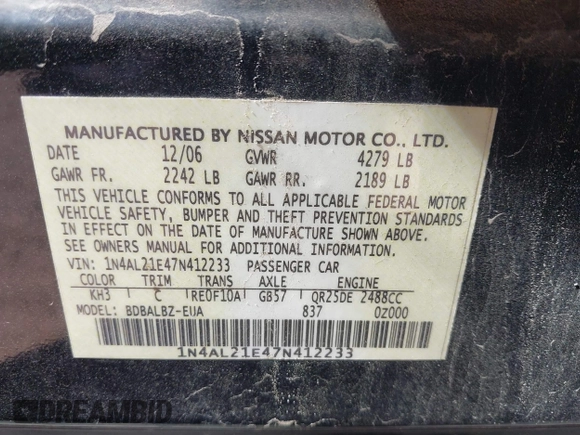 MANUFACTURED BY NISSAN MOTOR CO., LTD.
DATE 12/06 GVWR 4279 LB
GAWR FR. 2242 LB GAWR RR. 2189 LB
THIS VEHICLE CONFORMS TO ALL APPLICABLE FEDERAL MOTOR
VEHICLE SAFETY, BUMPER AND THEFT PREVENTION STANDARDS
IN EFFECT ON THE DATE OF MANUFACTURE SHOWN ABOVE.
SEE OWNERS MANUAL FOR ADDITIONAL INFORMATION.
VIN: 1N4AL21E47N412233 PASSENGER CAR
COLOR TRIM TRANS AXLE ENGINE
KH3 C RE0F10A GB57 QR25DE 2488CC
MODEL: BDBALBZ-EUA 837 0Z000
1N4AL21E47N412233
DREAMBID